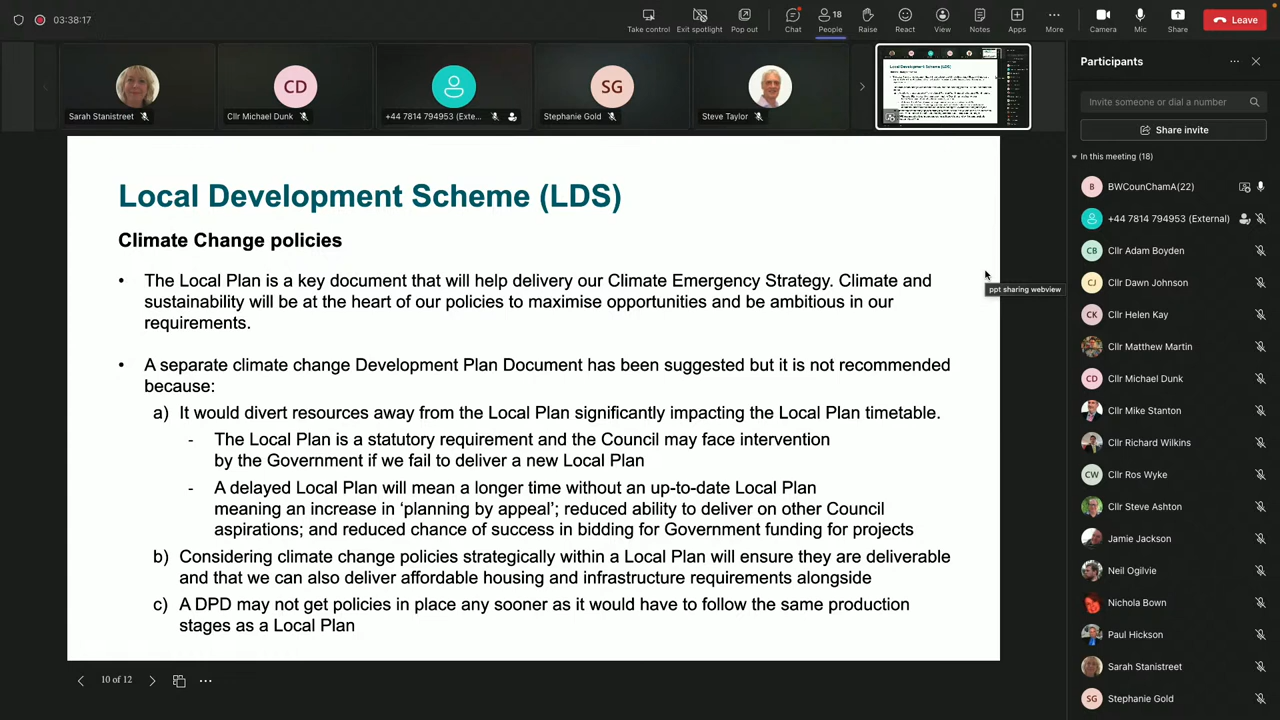 03:38:17
Take control
Exit spotlight
Pop out
Chat
18
People
Raise
React
View
Notes
Apps
More
Camera
Mic
Share
Leave
Sarah Stanistreet
CD
Cllr Michael Dunk
+44 7814 794953 (Exte...
SG
Stephanie Gold
Steve Taylor
Local Development Scheme (LDS)
Participants
Invite someone or dial a number
Share invite
In this meeting (18)
B BWCounChamA(22)
+44 7814 794953 (External)
CB Cllr Adam Boyden
CJ Cllr Dawn Johnson
CK Cllr Helen Kay
Cllr Matthew Martin
CD Cllr Michael Dunk
Cllr Mike Stanton
Cllr Richard Wilkins
CW Cllr Ros Wyke
Cllr Steve Ashton
Jamie Jackson
Neil Ogilvie
Nichola Bown
Paul Hickson
Sarah Stanistreet
SG Stephanie Gold
Local Development Scheme (LDS)
Climate Change policies
• The Local Plan is a key document that will help delivery our Climate Emergency Strategy. Climate and
sustainability will be at the heart of our policies to maximise opportunities and be ambitious in our
requirements.
• A separate climate change Development Plan Document has been suggested but it is not recommended
because:
a) It would divert resources away from the Local Plan significantly impacting the Local Plan timetable.
- The Local Plan is a statutory requirement and the Council may face intervention
by the Government if we fail to deliver a new Local Plan
- A delayed Local Plan will mean a longer time without an up-to-date Local Plan
meaning an increase in ‘planning by appeal’; reduced ability to deliver on other Council
aspirations; and reduced chance of success in bidding for Government funding for projects
b) Considering climate change policies strategically within a Local Plan will ensure they are deliverable
and that we can also deliver affordable housing and infrastructure requirements alongside
c) A DPD may not get policies in place any sooner as it would have to follow the same production
stages as a Local Plan
ppt sharing webview
10 of 12